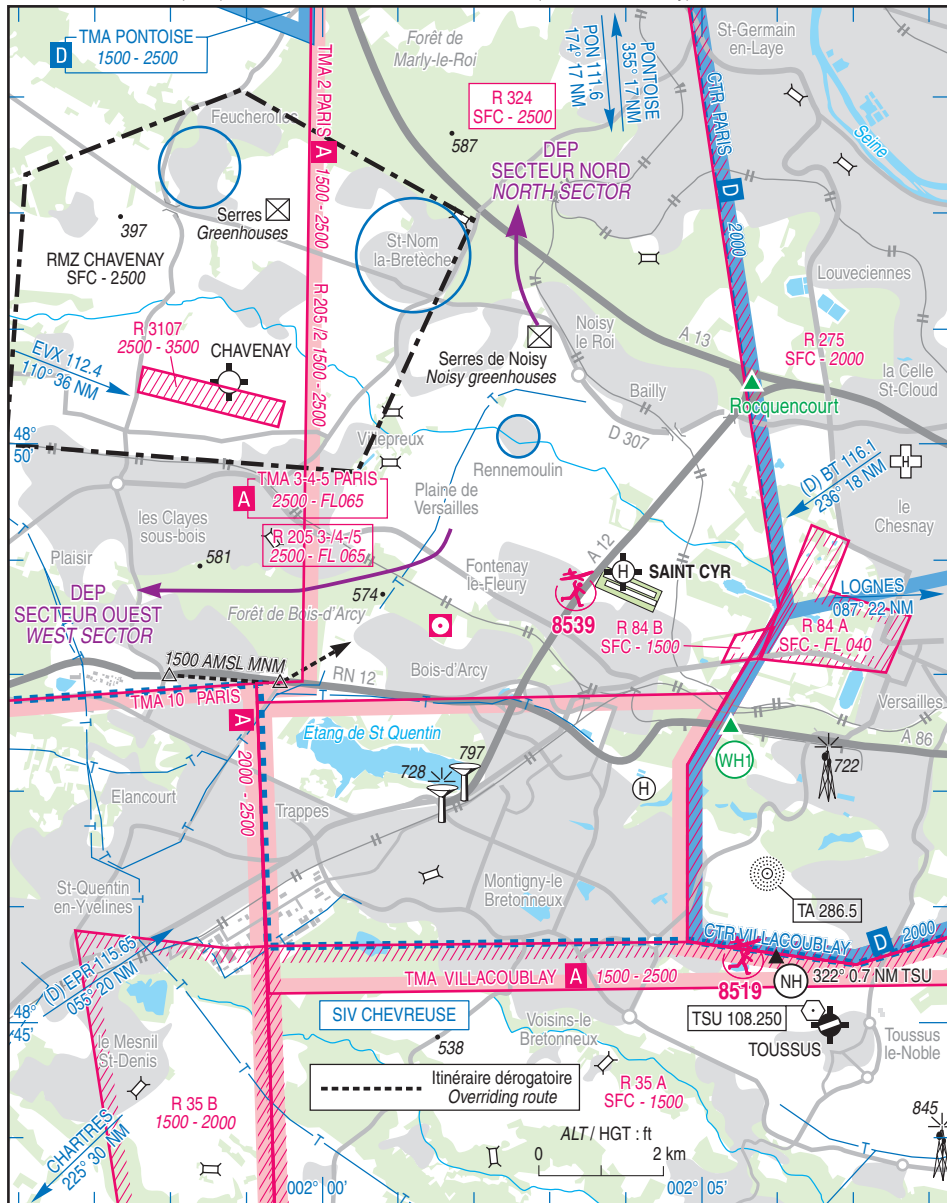 TMA PONTOISE
1500 - 2500
D
Forêt de
Marly-le-Roi
PON 111.6
174° 17 NM
PONTOISE
355° 17 NM
St-Germain
en-Laye
Feucherolles
TMA 2 PARIS
A
1500 - 2500
R 205 /2 1500 - 2500
587
R 324
SFC - 2500
CTR PARIS
D
2000
Seine
DEP
SECTEUR NORD
NORTH SECTOR
Serres
Greenhouses
397
RMZ CHAVENAY
SFC - 2500
St-Nom
la-Bretèche
Louveciennes
R 3107
2500 - 3500
CHAVENAY
EVX 112.4
110° 36 NM
Serres de Noisy
Noisy greenhouses
Noisy
le Roi
A 13
R 275
SFC - 2000
la Celle
St-Cloud
Bailly
Rocquencourt
D 307
48°
50'
Villepreux
Rennemoulin
(D) BT 116.1
236° 18 NM
H
TMA 3-4-5 PARIS
2500 - FL065
A
Plaine de
Versailles
R 205 3-/4-/5
2500 - FL 065
le
Chesnay
les Clayes
sous-bois
Plaisir
581
A 12
Fontenay
le-Fleury
H
SAINT CYR
LOGNES
087° 22 NM
DEP
SECTEUR OUEST
WEST SECTOR
574
Forêt de Bois-d'Arcy
8539
R 84 B
SFC - 1500
R 84 A
SFC - FL 040
1500 AMSL MNM
RN 12
Bois-d'Arcy
TMA 10 PARIS
A
2000 - 2500
Versailles
A 86
Etang de St Quentin
797
728
WH1
722
H
Elancourt
Trappes
St-Quentin
en-Yvelines
Montigny-le
Bretonneux
TA 286.5
CTR VILLACOUBLAY
D
2000
(D) EPR 115.65
055° 20 NM
TMA VILLACOUBLAY
A
1500 - 2500
8519
NH
322° 0.7 NM TSU
48°
45'
SIV CHEVREUSE
TSU 108.250
TOUSSUS
Toussus
le-Noble
Voisins-le
Bretonneux
le Mesnil
St-Denis
538
Itinéraire dérogatoire
Overriding route
R 35 A
SFC - 1500
R 35 B
1500 - 2000
CHARTRES
225° 30 NM
845
ALT / HGT : ft
0
2 km
002° 00'
002° 05'